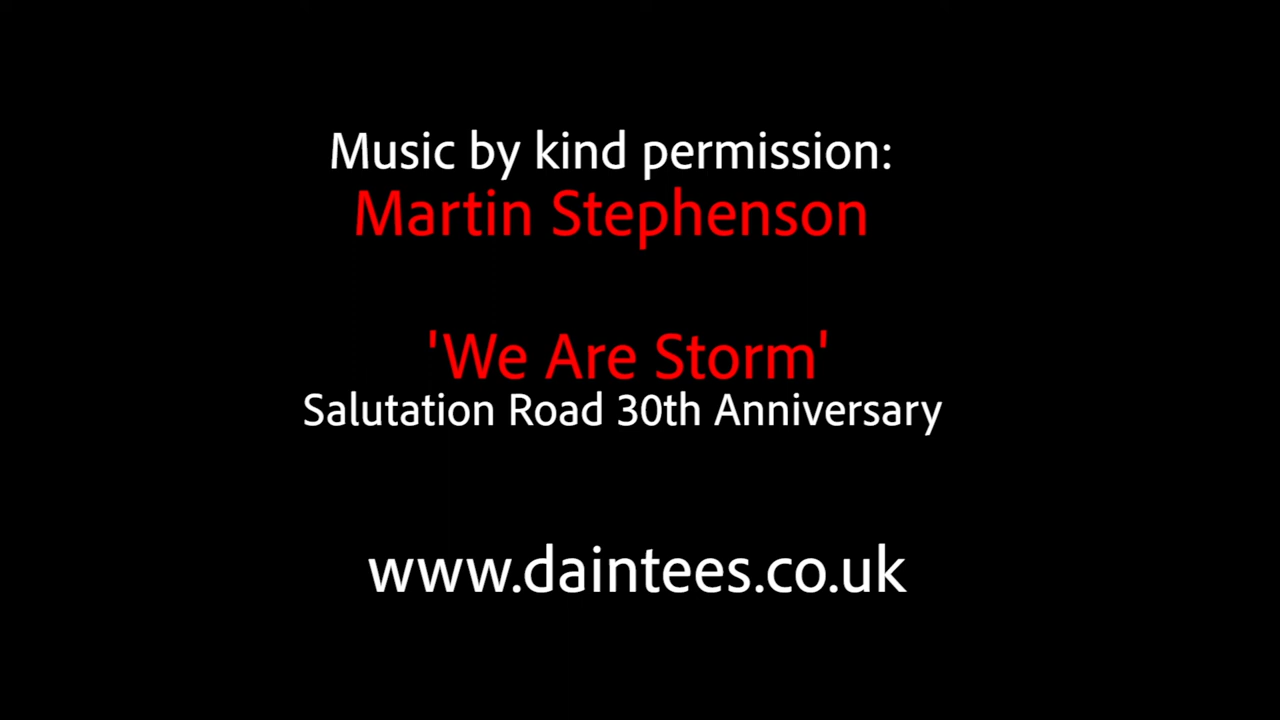 Music by kind permission:
Martin Stephenson
'We Are Storm'
Salutation Road 30th Anniversary
www.daintees.co.uk